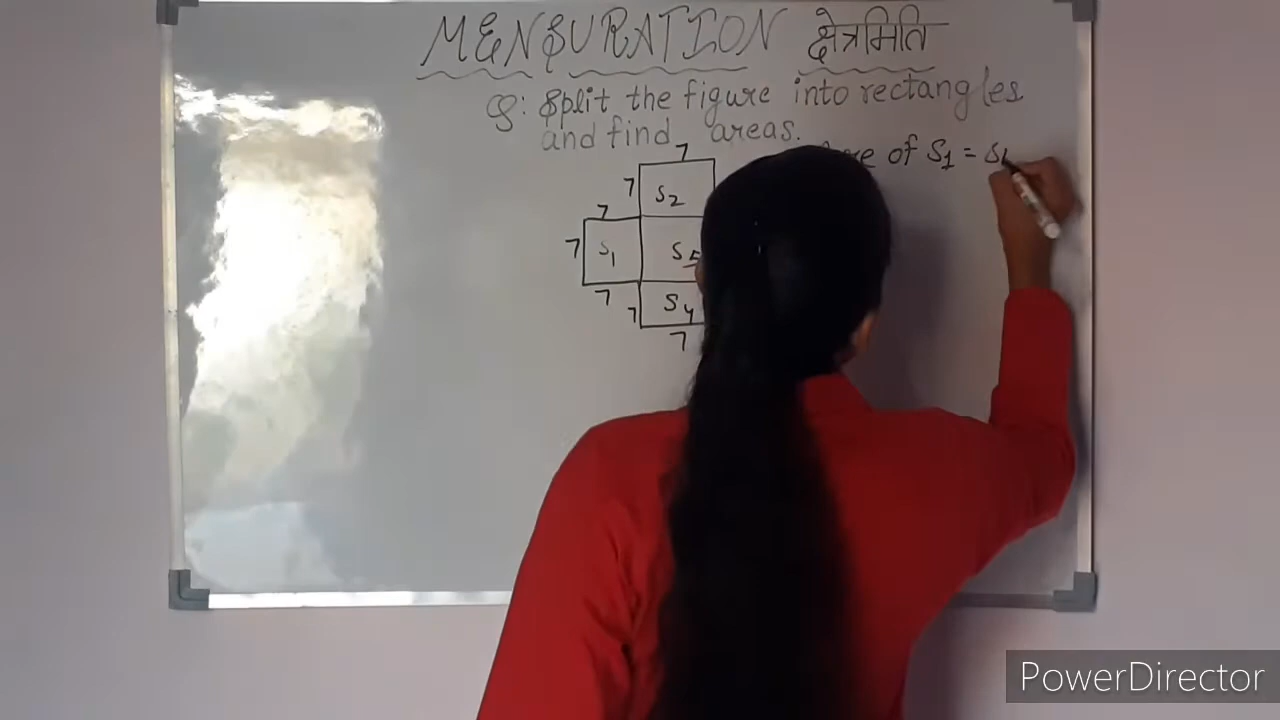 MENSURATION क्षेत्रमिति
Q: Split the figure into rectangles
and find areas.
of S1 = S
7
7 S2
7
7 S1 S5
7 7 S4
7
PowerDirector